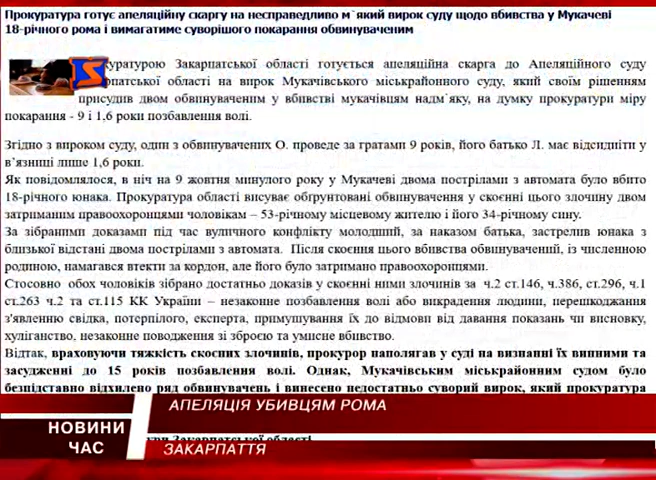 Прокуратура готує апеляційну скаргу на несправедливо м`який вирок суду щодо вбивства у Мукачеві
18-річного рома і вимагатиме суворішого покарання обвинуваченим
куратурою Закарпатської області готується апеляційна скарга до Апеляційного суду
рпатської області на вирок Мукачівського міськрайонного суду, який своїм рішенням
присудив двом обвинуваченим у вбивстві мукачівців надм`яку, на думку прокуратури міру
покарання - 9 і 1,6 роки позбавлення волі.
Згідно з вироком суду, один з обвинувачених О. проведе за гратами 9 років, його батько Л. має відсидніти у
в'язниці лише 1,6 роки.
Як повідомлялося, в ніч на 9 жовтня минулого року у Мукачеві двома пострілами з автомата було вбито
18-річного юнака. Прокуратура області висуває обґрунтовані обвинувачення у скоєнні цього злочину двом
затриманим правоохоронцями чоловікам – 53-річному місцевому жителю і його 34-річному сину.
За зібраними доказами під час вуличного конфлікту молодший, за наказом батька, застрелив юнака з
близької відстані двома пострілами з автомата. Після скоєння цього вбивства обвинувачений, із численною
родиною, намагався втекти за кордон, але його було затримано правоохоронцями.
Стосовно обох чоловіків зібрано достатньо доказів у скоєнні ними злочинів за ч.2 ст.146, ч.386, ст.296, ч.1
ст.263 ч.2 та ст.115 КК України – незаконне позбавлення волі або викрадення людини, перешкоджання
з'явленню свідка, потерпілого, експерта, примушування їх до відмови від давання показань чи висновку,
хуліганство, незаконне поводження зі зброєю та умисне вбивство.
Відтак, враховуючи тяжкість скоєних злочинів, прокурор наполягав у суді на визнанні їх винними та
засудженні до 15 років позбавлення волі. Однак, Мукачівським міськрайонним судом було
безпідставно відхилено ряд обвинувачень і винесено недостатньо суворий вирок, який прокуратура
АПЕЛЯЦІЯ УБИВЦЯМ РОМА
НОВИНИ
ЧАС
ури Закарпатської області
ЗАКАРПАТТЯ